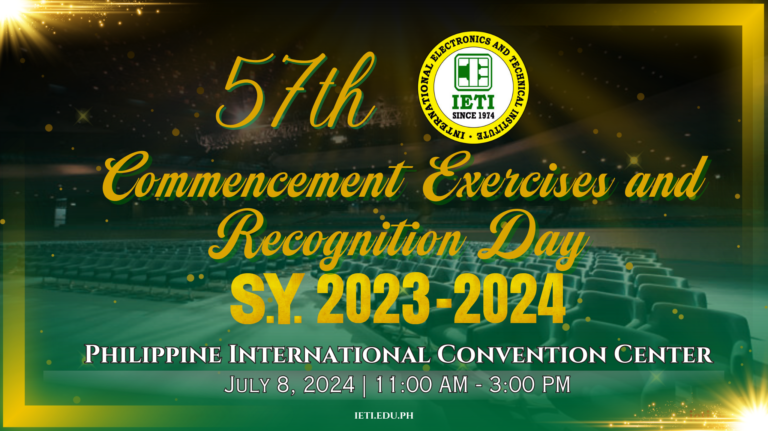 57th
INTERNATIONAL ELECTRONICS AND TECHNICAL INSTITUTE, INC.
IETI
SINCE 1974
Commencement Exercises and
Recognition Day
S.Y. 2023-2024
Philippine International Convention Center
July 8, 2024 | 11:00 AM - 3:00 PM
IETI.EDU.PH